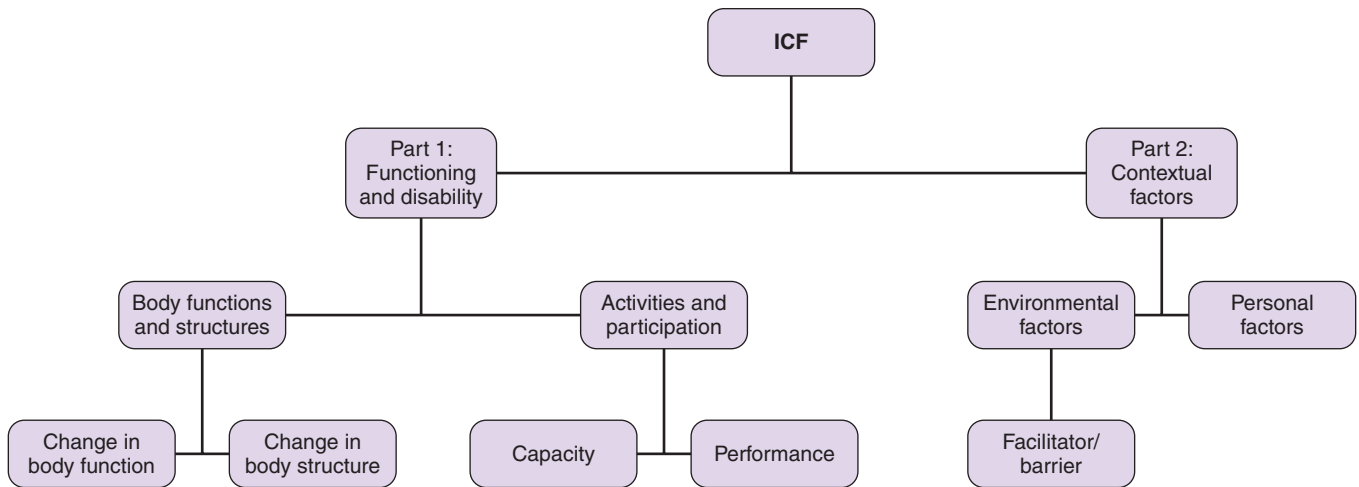 ICF
Part 1:
Functioning
and disability
Part 2:
Contextual
factors
Body functions
and structures
Activities and
participation
Environmental
factors
Personal
factors
Change in
body function
Change in
body structure
Capacity
Performance
Facilitator/
barrier